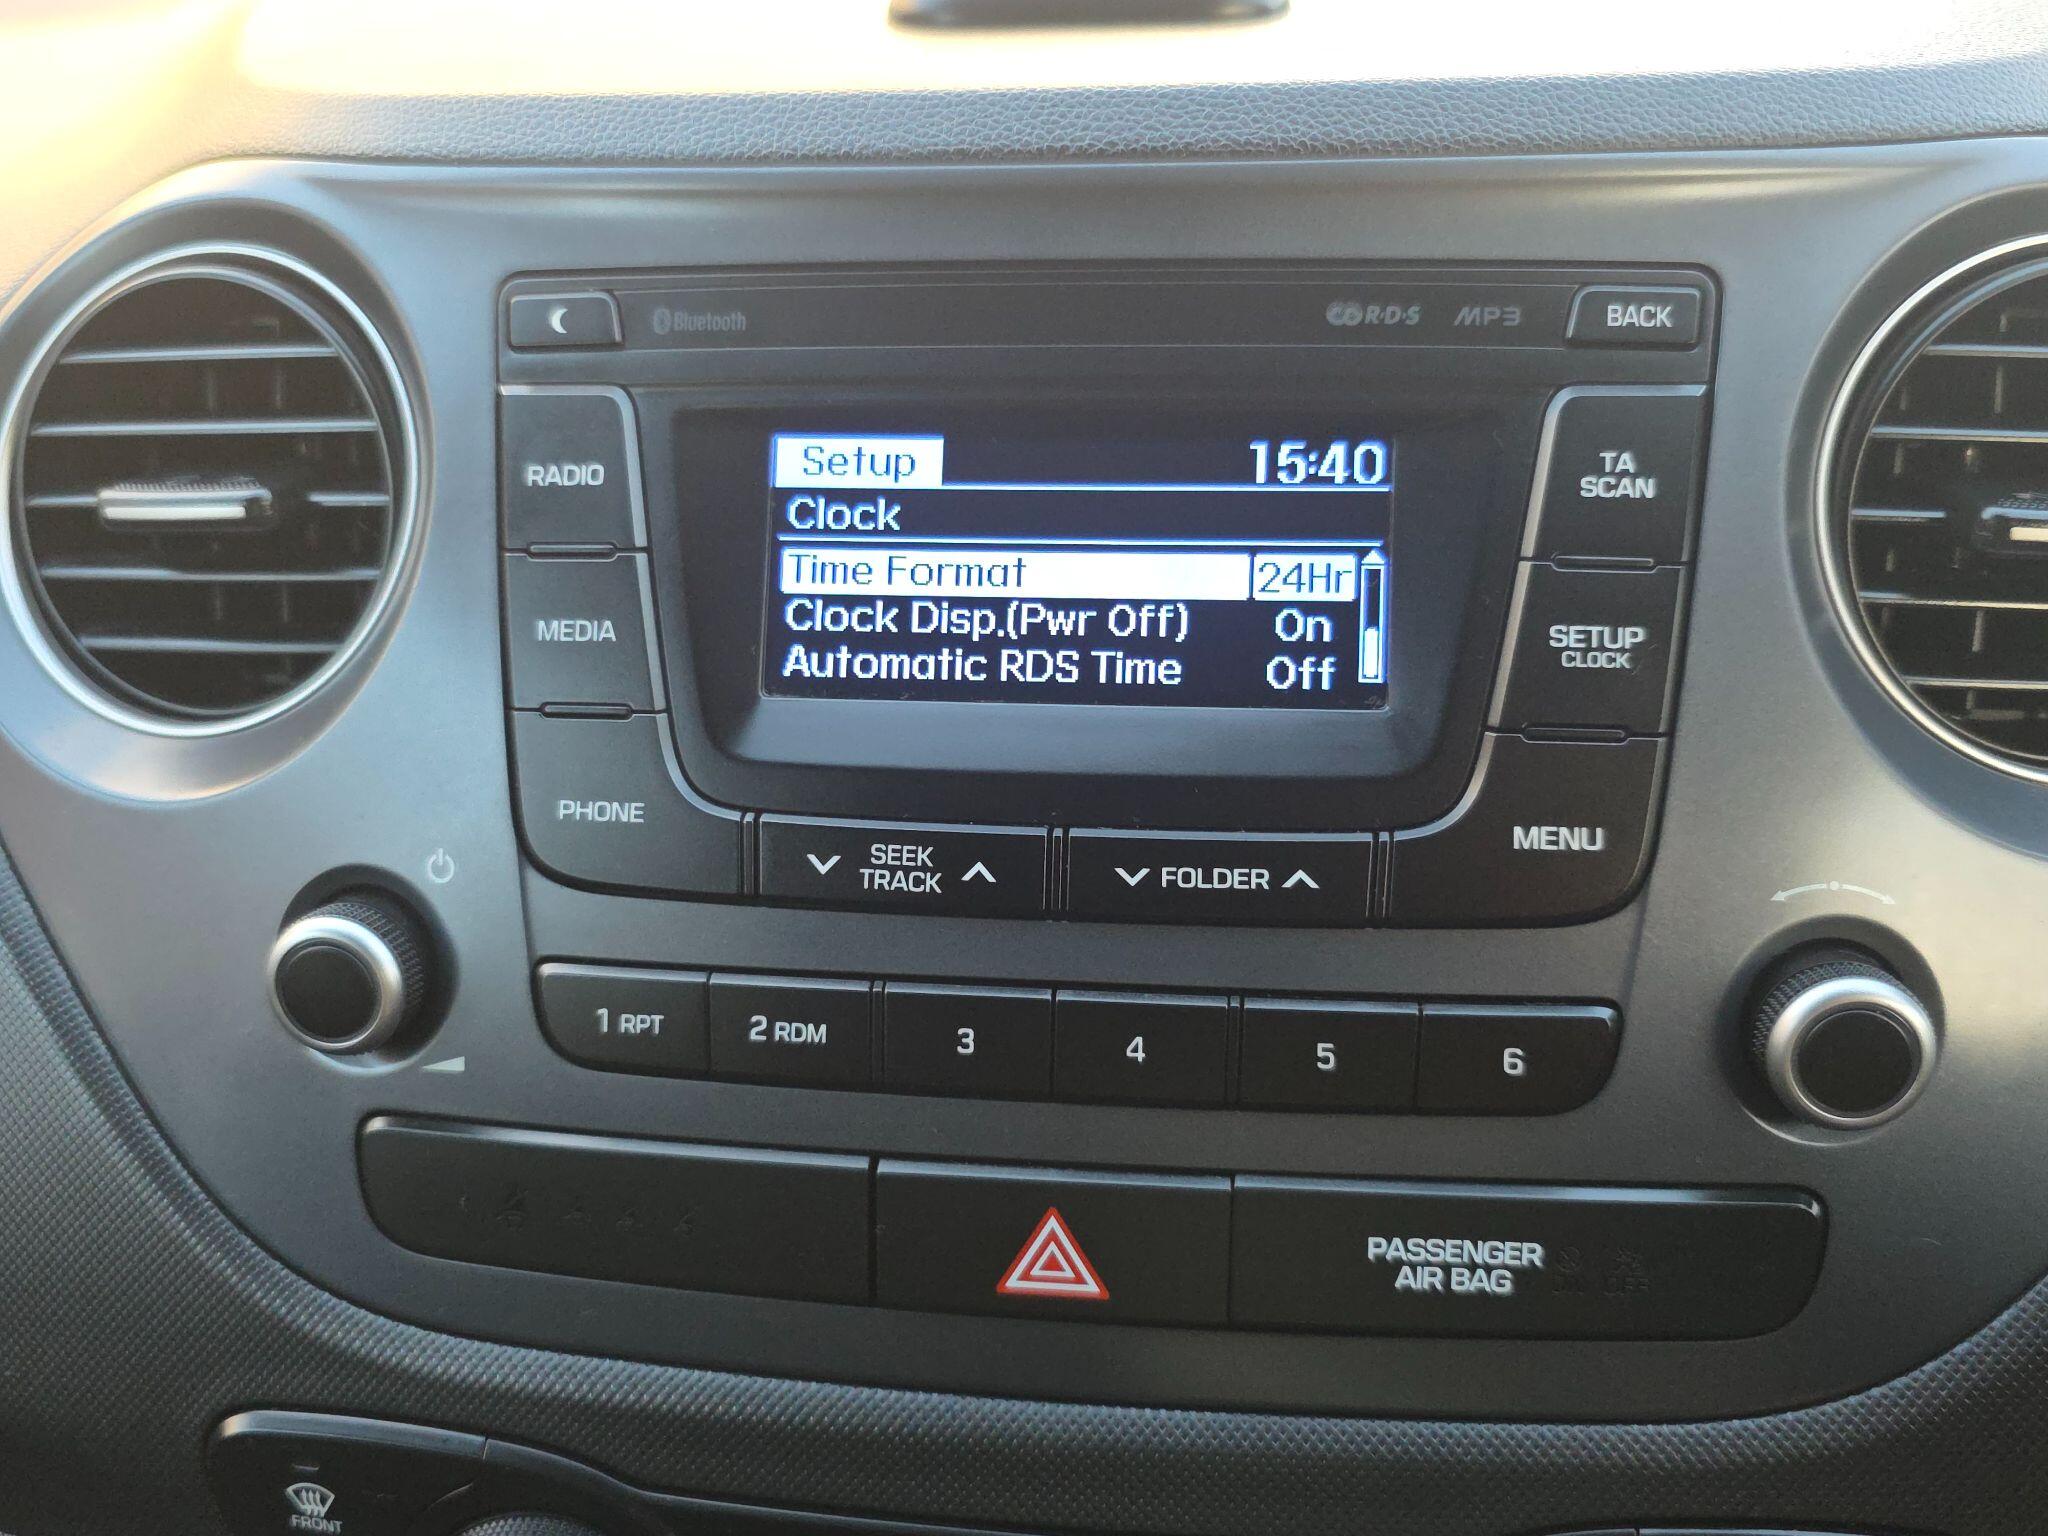 Bluetooth
R·D·S MP3
BACK
RADIO
MEDIA
PHONE
Setup 15:40
Clock
Time Format 24Hr
Clock Disp.(Pwr Off) On
Automatic RDS Time Off
TA
SCAN
SETUP
CLOCK
MENU
SEEK
TRACK
FOLDER
1 RPT
2 RDM
3
4
5
6
PASSENGER
AIR BAG
OFF
FRONT